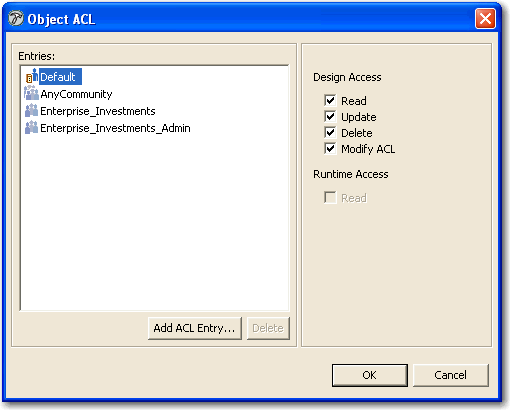 Object ACL
Entries:
Default
AnyCommunity
Enterprise_Investments
Enterprise_Investments_Admin
Add ACL Entry...
Delete
Design Access
Read
Update
Delete
Modify ACL
Runtime Access
Read
OK
Cancel